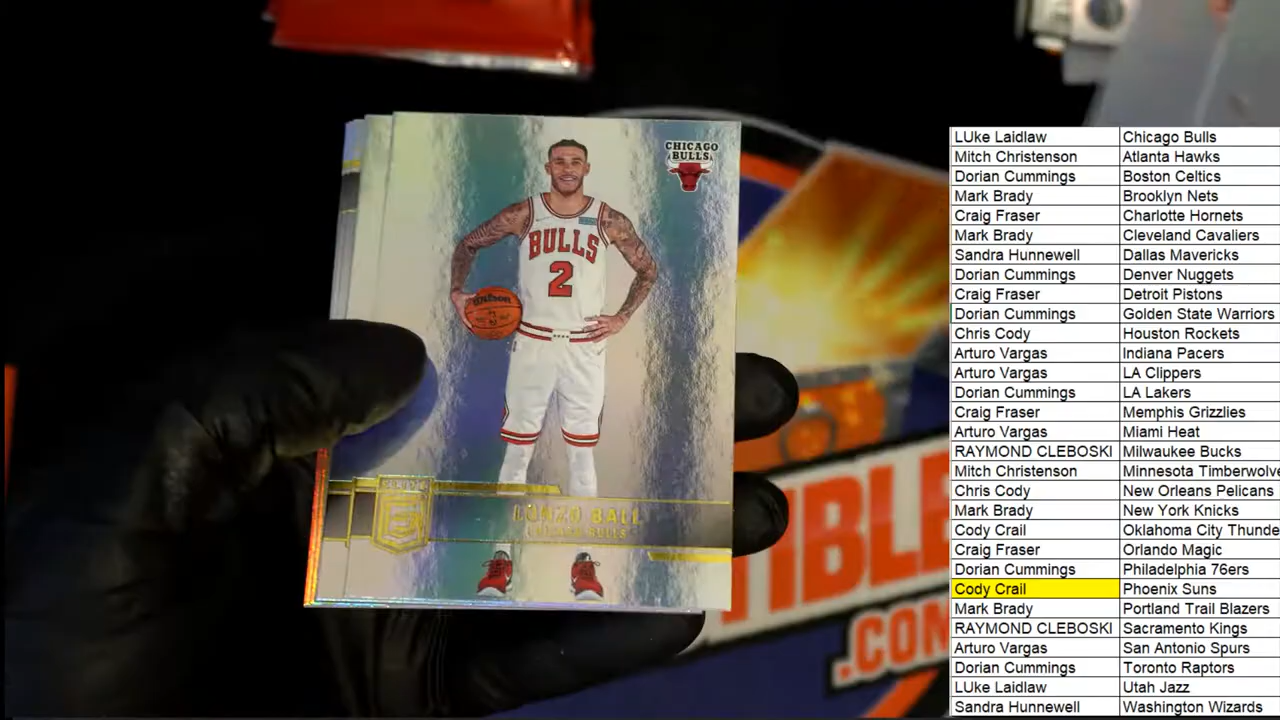 CHICAGO
BULLS
BULLS
2
Wilson
LONZO BALL
CHICAGO BULLS
TIBLE
.COM
LUke Laidlaw Chicago Bulls
Mitch Christenson Atlanta Hawks
Dorian Cummings Boston Celtics
Mark Brady Brooklyn Nets
Craig Fraser Charlotte Hornets
Mark Brady Cleveland Cavaliers
Sandra Hunnewell Dallas Mavericks
Dorian Cummings Denver Nuggets
Craig Fraser Detroit Pistons
Dorian Cummings Golden State Warriors
Chris Cody Houston Rockets
Arturo Vargas Indiana Pacers
Arturo Vargas LA Clippers
Dorian Cummings LA Lakers
Craig Fraser Memphis Grizzlies
Arturo Vargas Miami Heat
RAYMOND CLEBOSKI Milwaukee Bucks
Mitch Christenson Minnesota Timberwolve
Chris Cody New Orleans Pelicans
Mark Brady New York Knicks
Cody Crail Oklahoma City Thunde
Craig Fraser Orlando Magic
Dorian Cummings Philadelphia 76ers
Cody Crail Phoenix Suns
Mark Brady Portland Trail Blazers
RAYMOND CLEBOSKI Sacramento Kings
Arturo Vargas San Antonio Spurs
Dorian Cummings Toronto Raptors
LUke Laidlaw Utah Jazz
Sandra Hunnewell Washington Wizards